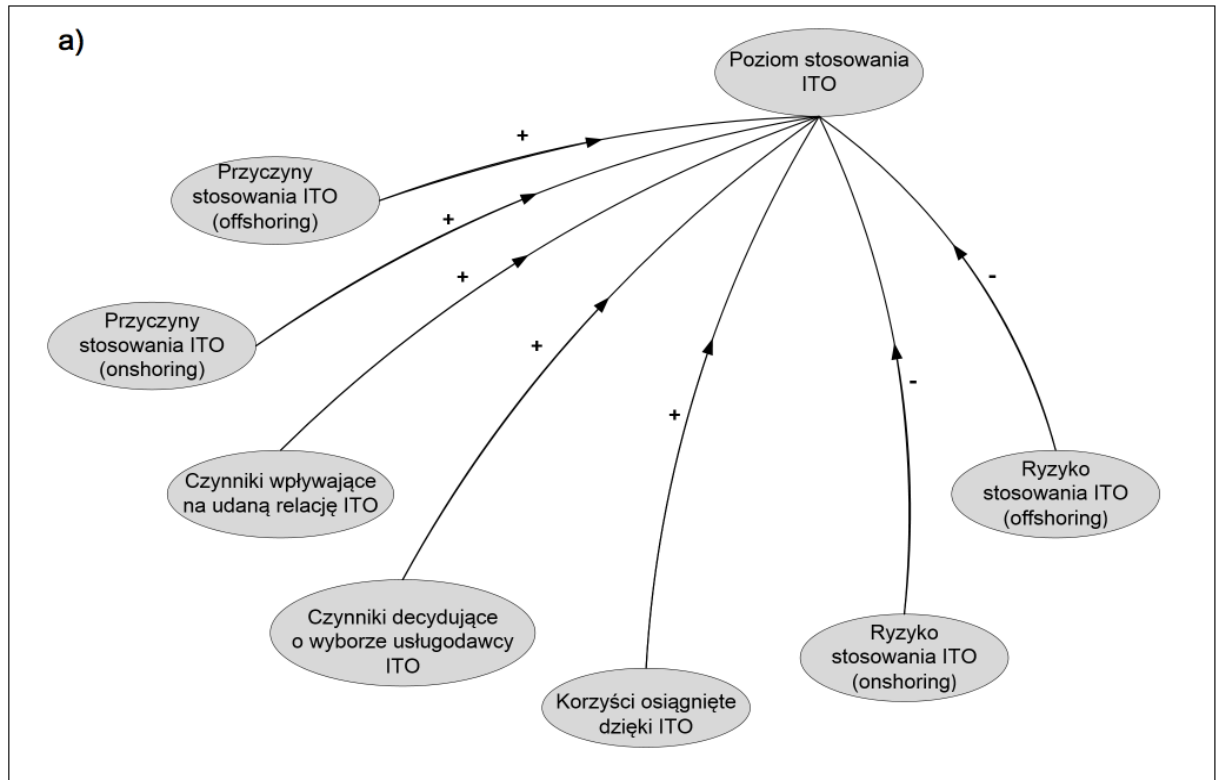 a)
Poziom stosowania
ITO
+
Przyczyny
stosowania ITO
(offshoring)
+
+
-
Przyczyny
stosowania ITO
(onshoring)
+
-
+
Czynniki wpływające
na udaną relację ITO
Ryzyko
stosowania ITO
(offshoring)
Czynniki decydujące
o wyborze usługodawcy
ITO
Ryzyko
stosowania ITO
(onshoring)
Korzyści osiągnięte
dzięki ITO